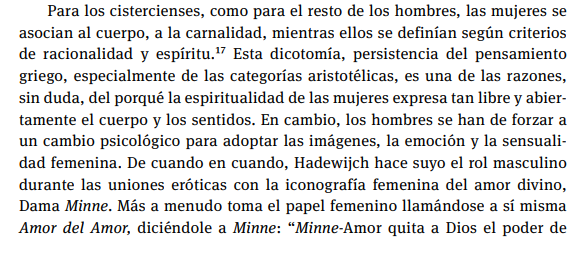 Para los cistercienses, como para el resto de los hombres, las mujeres se
asocian al cuerpo, a la carnalidad, mientras ellos se definían según criterios
de racionalidad y espíritu.¹⁷ Esta dicotomía, persistencia del pensamiento
griego, especialmente de las categorías aristotélicas, es una de las razones,
sin duda, del porqué la espiritualidad de las mujeres expresa tan libre y abier-
tamente el cuerpo y los sentidos. En cambio, los hombres se han de forzar a
un cambio psicológico para adoptar las imágenes, la emoción y la sensuali-
dad femenina. De cuando en cuando, Hadewijch hace suyo el rol masculino
durante las uniones eróticas con la iconografía femenina del amor divino,
Dama Minne. Más a menudo toma el papel femenino llamándose a sí misma
Amor del Amor, diciéndole a Minne: “Minne-Amor quita a Dios el poder de